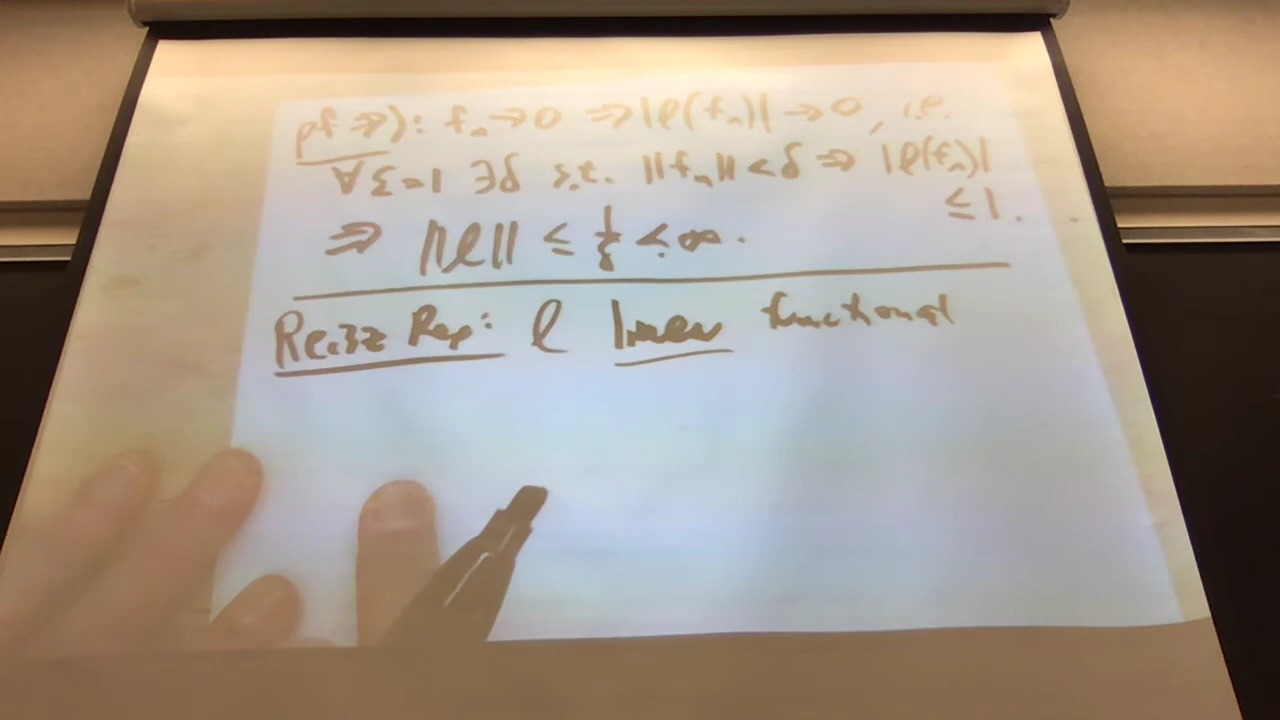 pf ⇒): fₙ → 0 ⇒ |ℓ(fₙ)| → 0, i.e.
∀ ε=1 ∃δ s.t. ||fₙ|| < δ ⇒ |ℓ(fₙ)|
≤ 1.
⇒ ||ℓ|| ≤ 1/δ < ∞.
Reisz Rep: ℓ linear functional